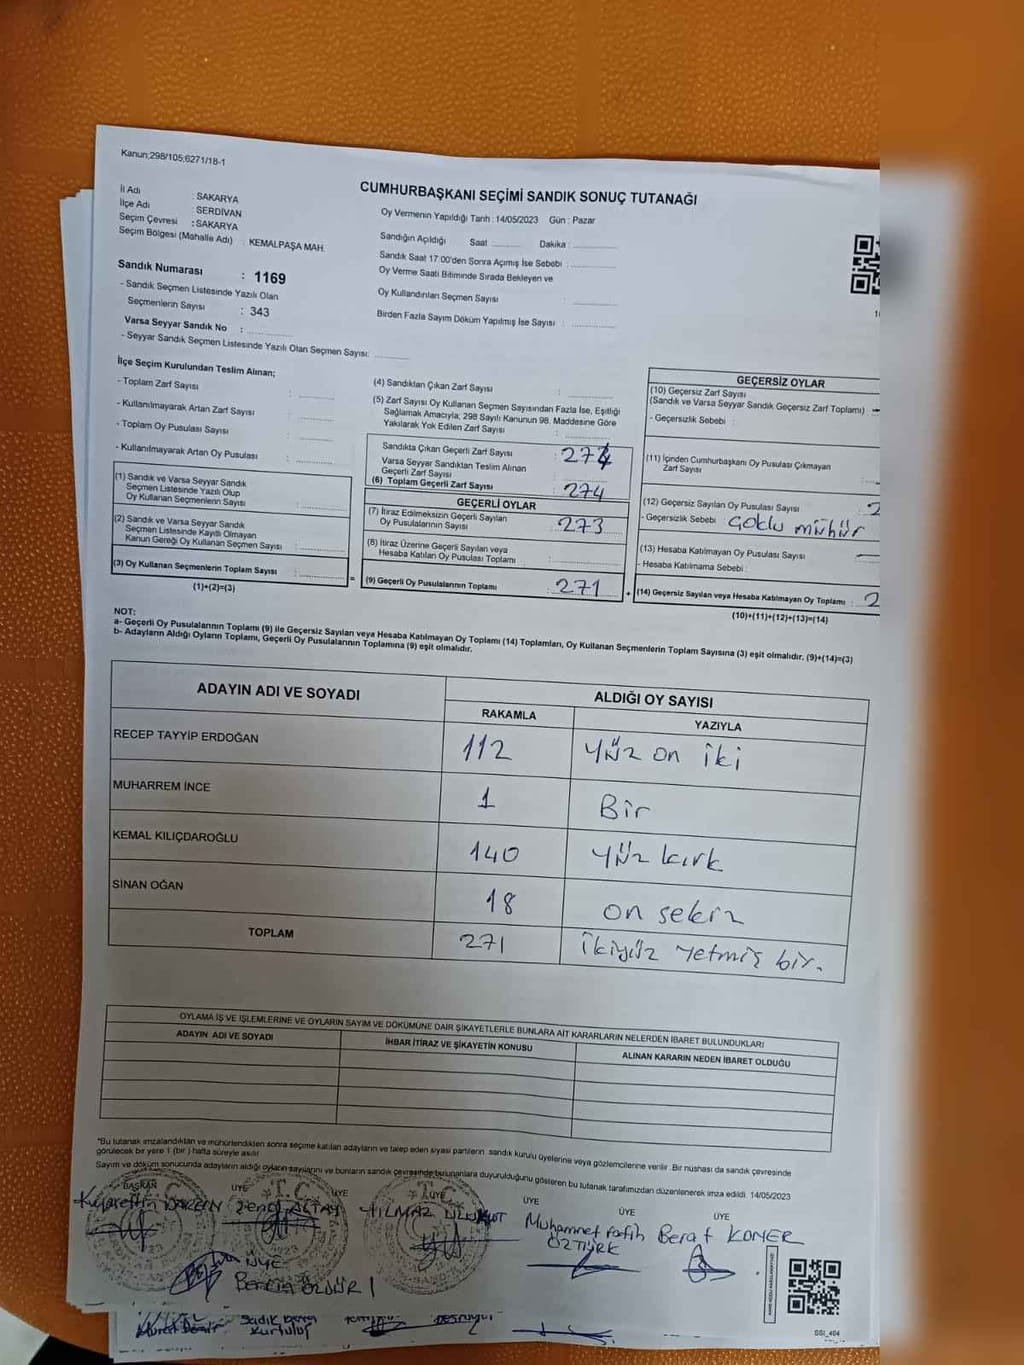 Kanun;298/105;6271/18-1
CUMHURBAŞKANI SEÇİMİ SANDIK SONUÇ TUTANAĞI
İl Adı : SAKARYA
İlçe Adı : SERDİVAN
Seçim Çevresi : SAKARYA
Seçim Bölgesi (Mahalle Adı) : KEMALPAŞA MAH.
Sandık Numarası : 1169
- Sandık Seçmen Listesinde Yazılı Olan
Seçmenlerin Sayısı : 343
Varsa Seyyar Sandık No :
- Seyyar Sandık Seçmen Listesinde Yazılı Olan Seçmen Sayısı:
Oy Vermenin Yapıldığı Tarih : 14/05/2023 Gün : Pazar
Sandığın Açıldığı Saat Dakika :
Sandık Saat 17:00'den Sonra Açımış İse Sebebi :
Oy Verme Saati Bitiminde Sırada Bekleyen ve
Oy Kullandırılan Seçmen Sayısı :
Birden Fazla Sayım Döküm Yapılmış İse Sayısı :
İlçe Seçim Kurulundan Teslim Alınan;
- Toplam Zarf Sayısı :
- Kullanılmayarak Artan Zarf Sayısı :
- Toplam Oy Pusulası Sayısı :
- Kullanılmayarak Artan Oy Pusulası :
(1) Sandık ve Varsa Seyyar Sandık
Seçmen Listesinde Yazılı Olup
Oy Kullanan Seçmenlerin Sayısı :
(2) Sandık ve Varsa Seyyar Sandık
Seçmen Listesinde Kayıtlı Olmayan
Kanun Gereği Oy Kullanan Seçmen Sayısı :
(3) Oy Kullanan Seçmenlerin Toplam Sayısı :
(1)+(2)=(3)
=
(4) Sandıktan Çıkan Zarf Sayısı :
(5) Zarf Sayısı Oy Kullanan Seçmen Sayısından Fazla İse, Eşitliği
Sağlamak Amacıyla; 298 Sayılı Kanunun 98. Maddesine Göre
Yakılarak Yok Edilen Zarf Sayısı :
Sandıkta Çıkan Geçerli Zarf Sayısı : 274
Varsa Seyyar Sandıktan Teslim Alınan
Geçerli Zarf Sayısı :
(6) Toplam Geçerli Zarf Sayısı : 274
GEÇERLİ OYLAR
(7) İtiraz Edilmeksizin Geçerli Sayılan
Oy Pusulalarının Sayısı : 273
(8) İtiraz Üzerine Geçerli Sayılan veya
Hesaba Katılan Oy Pusulası Toplamı :
(9) Geçerli Oy Pusulalarının Toplamı : 271
+
GEÇERSİZ OYLAR
(10) Geçersiz Zarf Sayısı
(Sandık ve Varsa Seyyar Sandık Geçersiz Zarf Toplamı) :
- Geçersizlik Sebebi :
(11) İçinden Cumhurbaşkanı Oy Pusulası Çıkmayan
Zarf Sayısı
(12) Geçersiz Sayılan Oy Pusulası Sayısı : 2
- Geçersizlik Sebebi : Çoklu mühür
(13) Hesaba Katılmayan Oy Pusulası Sayısı : —
- Hesaba Katılmama Sebebi :
(14) Geçersiz Sayılan veya Hesaba Katılmayan Oy Toplamı : 2
(10)+(11)+(12)+(13)=(14)
NOT:
a- Geçerli Oy Pusulalarının Toplamı (9) ile Geçersiz Sayılan veya Hesaba Katılmayan Oy Toplamı (14) Toplamları, Oy Kullanan Seçmenlerin Toplam Sayısına (3) eşit olmalıdır. (9)+(14)=(3)
b- Adayların Aldığı Oyların Toplamı, Geçerli Oy Pusulalarının Toplamına (9) eşit olmalıdır.
ADAYIN ADI VE SOYADI ALDIĞI OY SAYISI
RAKAMLA YAZIYLA
RECEP TAYYİP ERDOĞAN 112 Yüz on iki
MUHARREM İNCE 1 Bir
KEMAL KILIÇDAROĞLU 140 Yüz kırk
SİNAN OĞAN 18 on sekiz
TOPLAM 271 İkiyüz yetmiş bir.
OYLAMA İŞ VE İŞLEMLERİNE VE OYLARIN SAYIM VE DÖKÜMÜNE DAİR ŞİKAYETLERLE BUNLARA AİT KARARLARIN NELERDEN İBARET BULUNDUKLARI
ADAYIN ADI VE SOYADI İHBAR İTİRAZ VE ŞİKAYETİN KONUSU ALINAN KARARIN NEDEN İBARET OLDUĞU
*Bu tutanak imzalandıktan ve mühürlendikten sonra seçime katılan adayların ve talep eden siyasi partilerin sandık kurulu üyelerine veya gözlemcilerine verilir. Bir nüshası da sandık çevresinde
görülecek bir yere 1 (bir) hafta süreyle asılır
Sayım ve döküm sonucunda adayların aldığı oyların sayılarını ve bunların sandık çevresinde bulunanlara duyurulduğunu gösteren bu tutanak tarafımızdan düzenlenerek imza edildi. 14/05/2023
BAŞKAN ÜYE ÜYE ÜYE ÜYE ÜYE
T.C. T.C.
YILMAZ
Muhammet Fatih
ÖZTÜRK
Berat KOMER
ÜYE
SSI_404
Murat Demir
Sadık
Kurtuluş